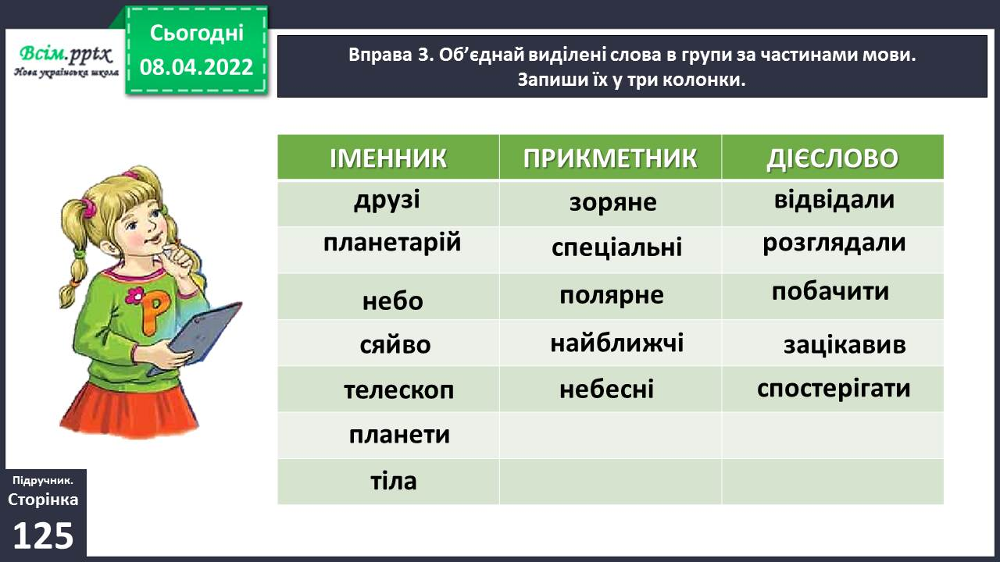 Всім.pptx
Нова українська школа
Сьогодні
08.04.2022
Вправа 3. Об’єднай виділені слова в групи за частинами мови.
Запиши їх у три колонки.
ІМЕННИК ПРИКМЕТНИК ДІЄСЛОВО
друзі зоряне відвідали
планетарій спеціальні розглядали
небо полярне побачити
сяйво найближчі зацікавив
телескоп небесні спостерігати
планети
тіла
Р
Підручник.
Сторінка
125